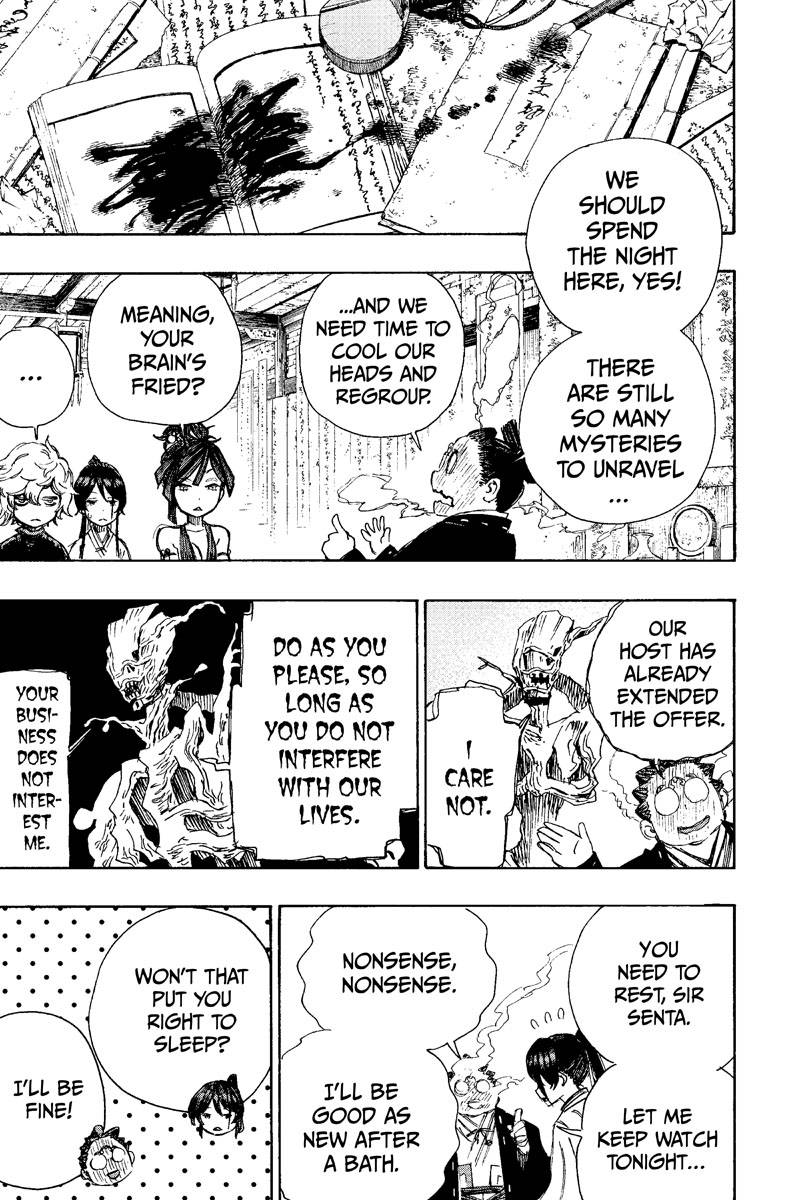 WE
SHOULD
SPEND
THE NIGHT
HERE, YES!
THERE
ARE STILL
SO MANY
MYSTERIES
TO UNRAVEL
...
...AND WE
NEED TIME TO
COOL OUR
HEADS AND
REGROUP.
MEANING,
YOUR
BRAIN'S
FRIED?
...
OUR
HOST HAS
ALREADY
EXTENDED
THE OFFER.
I
CARE
NOT.
DO AS YOU
PLEASE, SO
LONG AS
YOU DO NOT
INTERFERE
WITH OUR
LIVES.
YOUR
BUSI-
NESS
DOES
NOT
INTER-
EST
ME.
YOU
NEED TO
REST, SIR
SENTA.
LET ME
KEEP WATCH
TONIGHT...
NONSENSE,
NONSENSE.
I'LL BE
GOOD AS
NEW AFTER
A BATH.
WON'T THAT
PUT YOU
RIGHT TO
SLEEP?
I'LL BE
FINE!